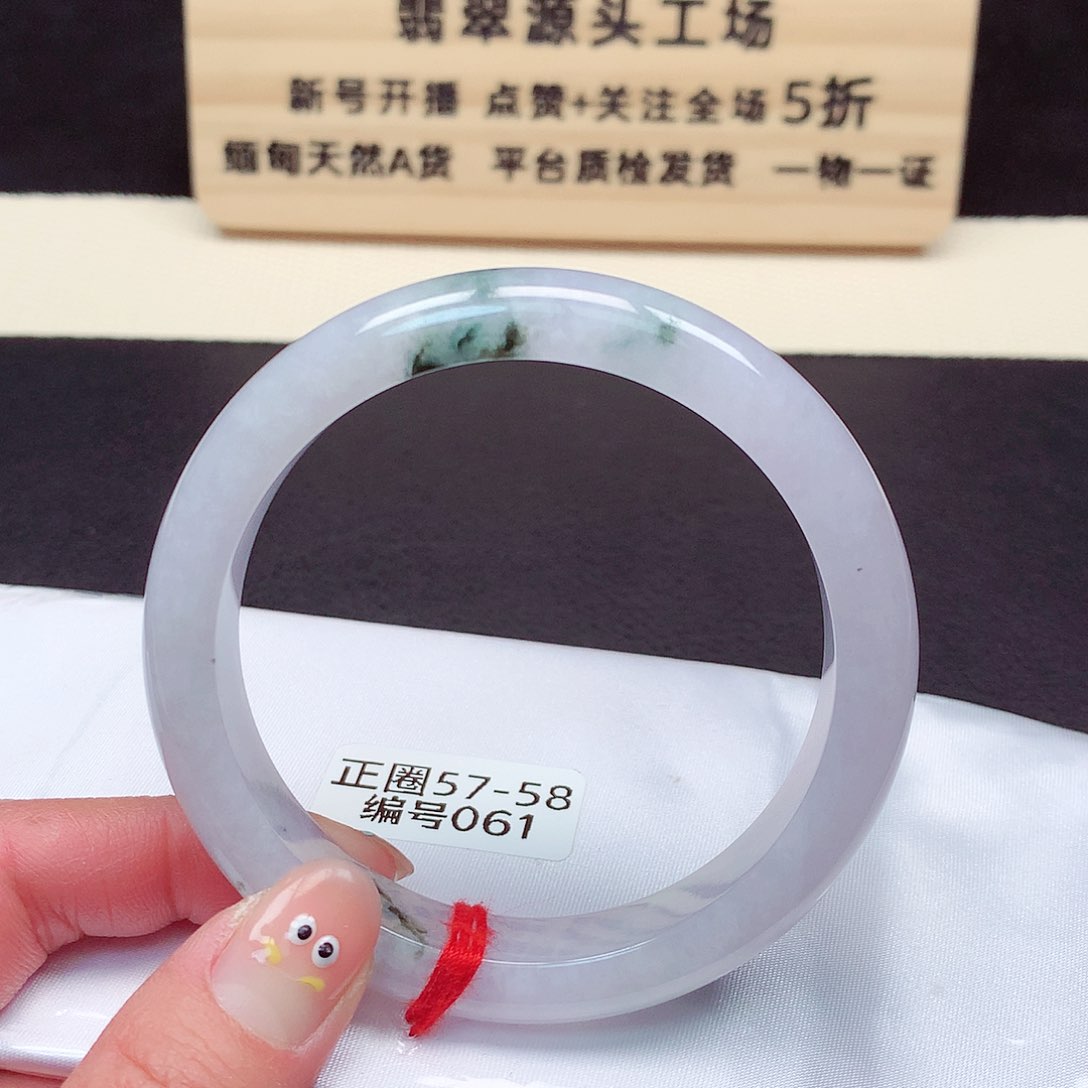 翡翠源头工场
新号开播 点赞+关注全场5折
缅甸天然A货 平台质检发货 一物一证
正圈57-58
编号061